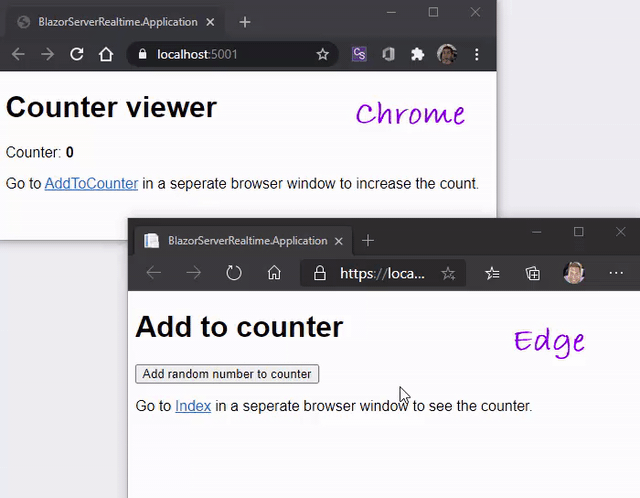 BlazorServerRealtime.Application
localhost:5001
Counter viewer
Chrome
Counter: 0
Go to AddToCounter in a seperate browser window to increase the count.
BlazorServerRealtime.Application
https://loca...
Add to counter
Edge
Add random number to counter
Go to Index in a seperate browser window to see the counter.